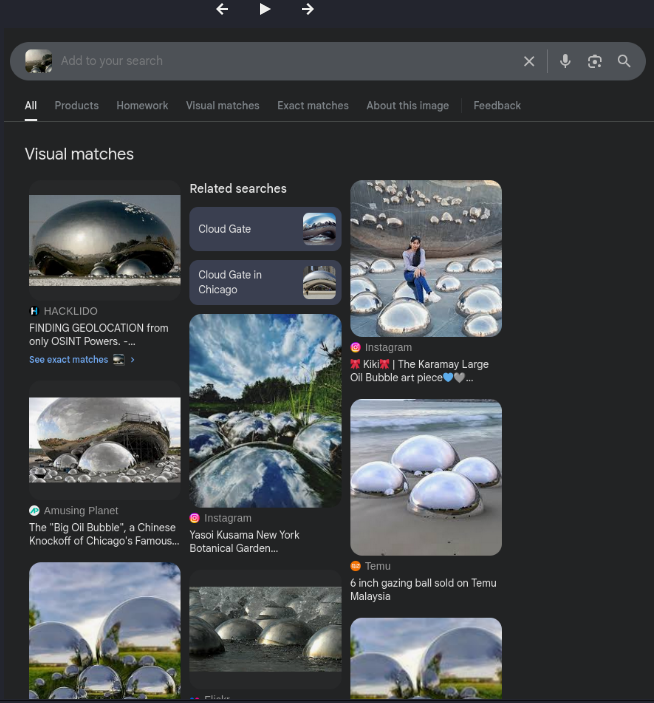 Add to your search
All Products Homework Visual matches Exact matches About this image Feedback
Visual matches
HACKLIDO
FINDING GEOLOCATION from
only OSINT Powers. -...
See exact matches
Amusing Planet
The "Big Oil Bubble", a Chinese
Knockoff of Chicago's Famous...
Related searches
Cloud Gate
Cloud Gate in
Chicago
Instagram
Yasoi Kusama New York
Botanical Garden...
Flickr
Instagram
🎀 Kiki🎀 | The Karamay Large
Oil Bubble art piece💙🩶...
Temu
6 inch gazing ball sold on Temu
Malaysia